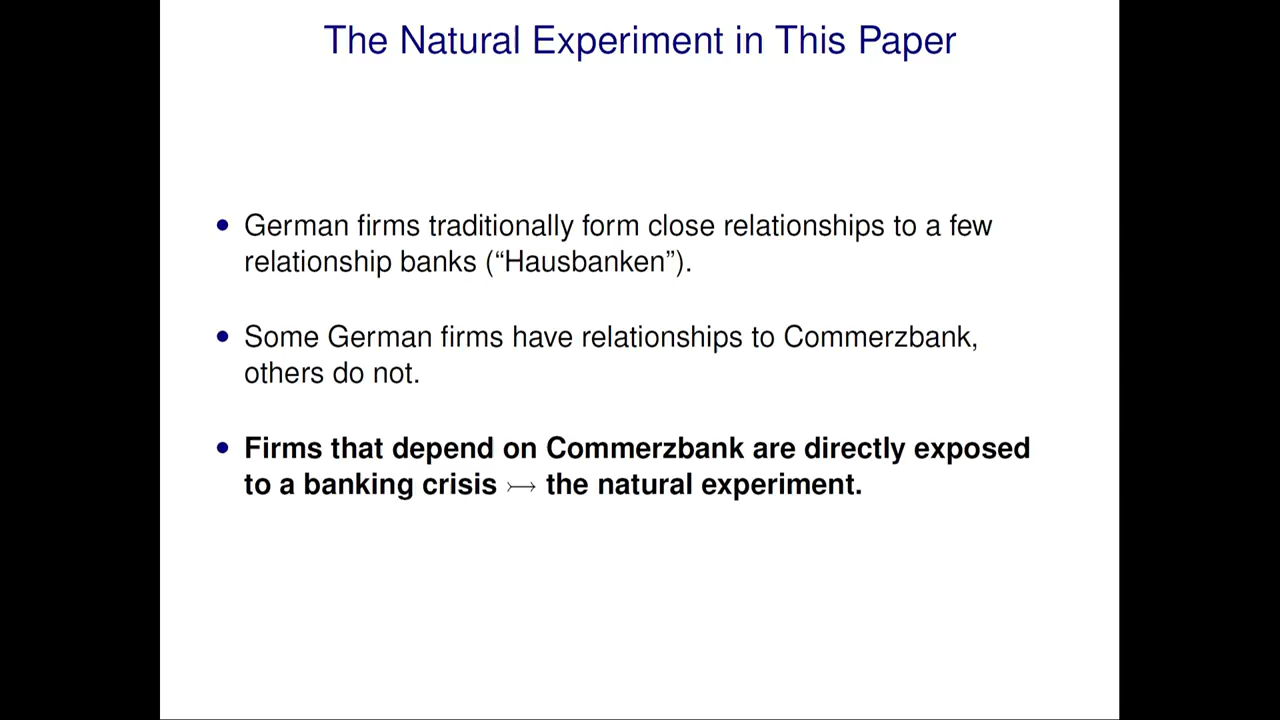 The Natural Experiment in This Paper
• German firms traditionally form close relationships to a few
relationship banks (“Hausbanken”).
• Some German firms have relationships to Commerzbank,
others do not.
• Firms that depend on Commerzbank are directly exposed
to a banking crisis ↣ the natural experiment.